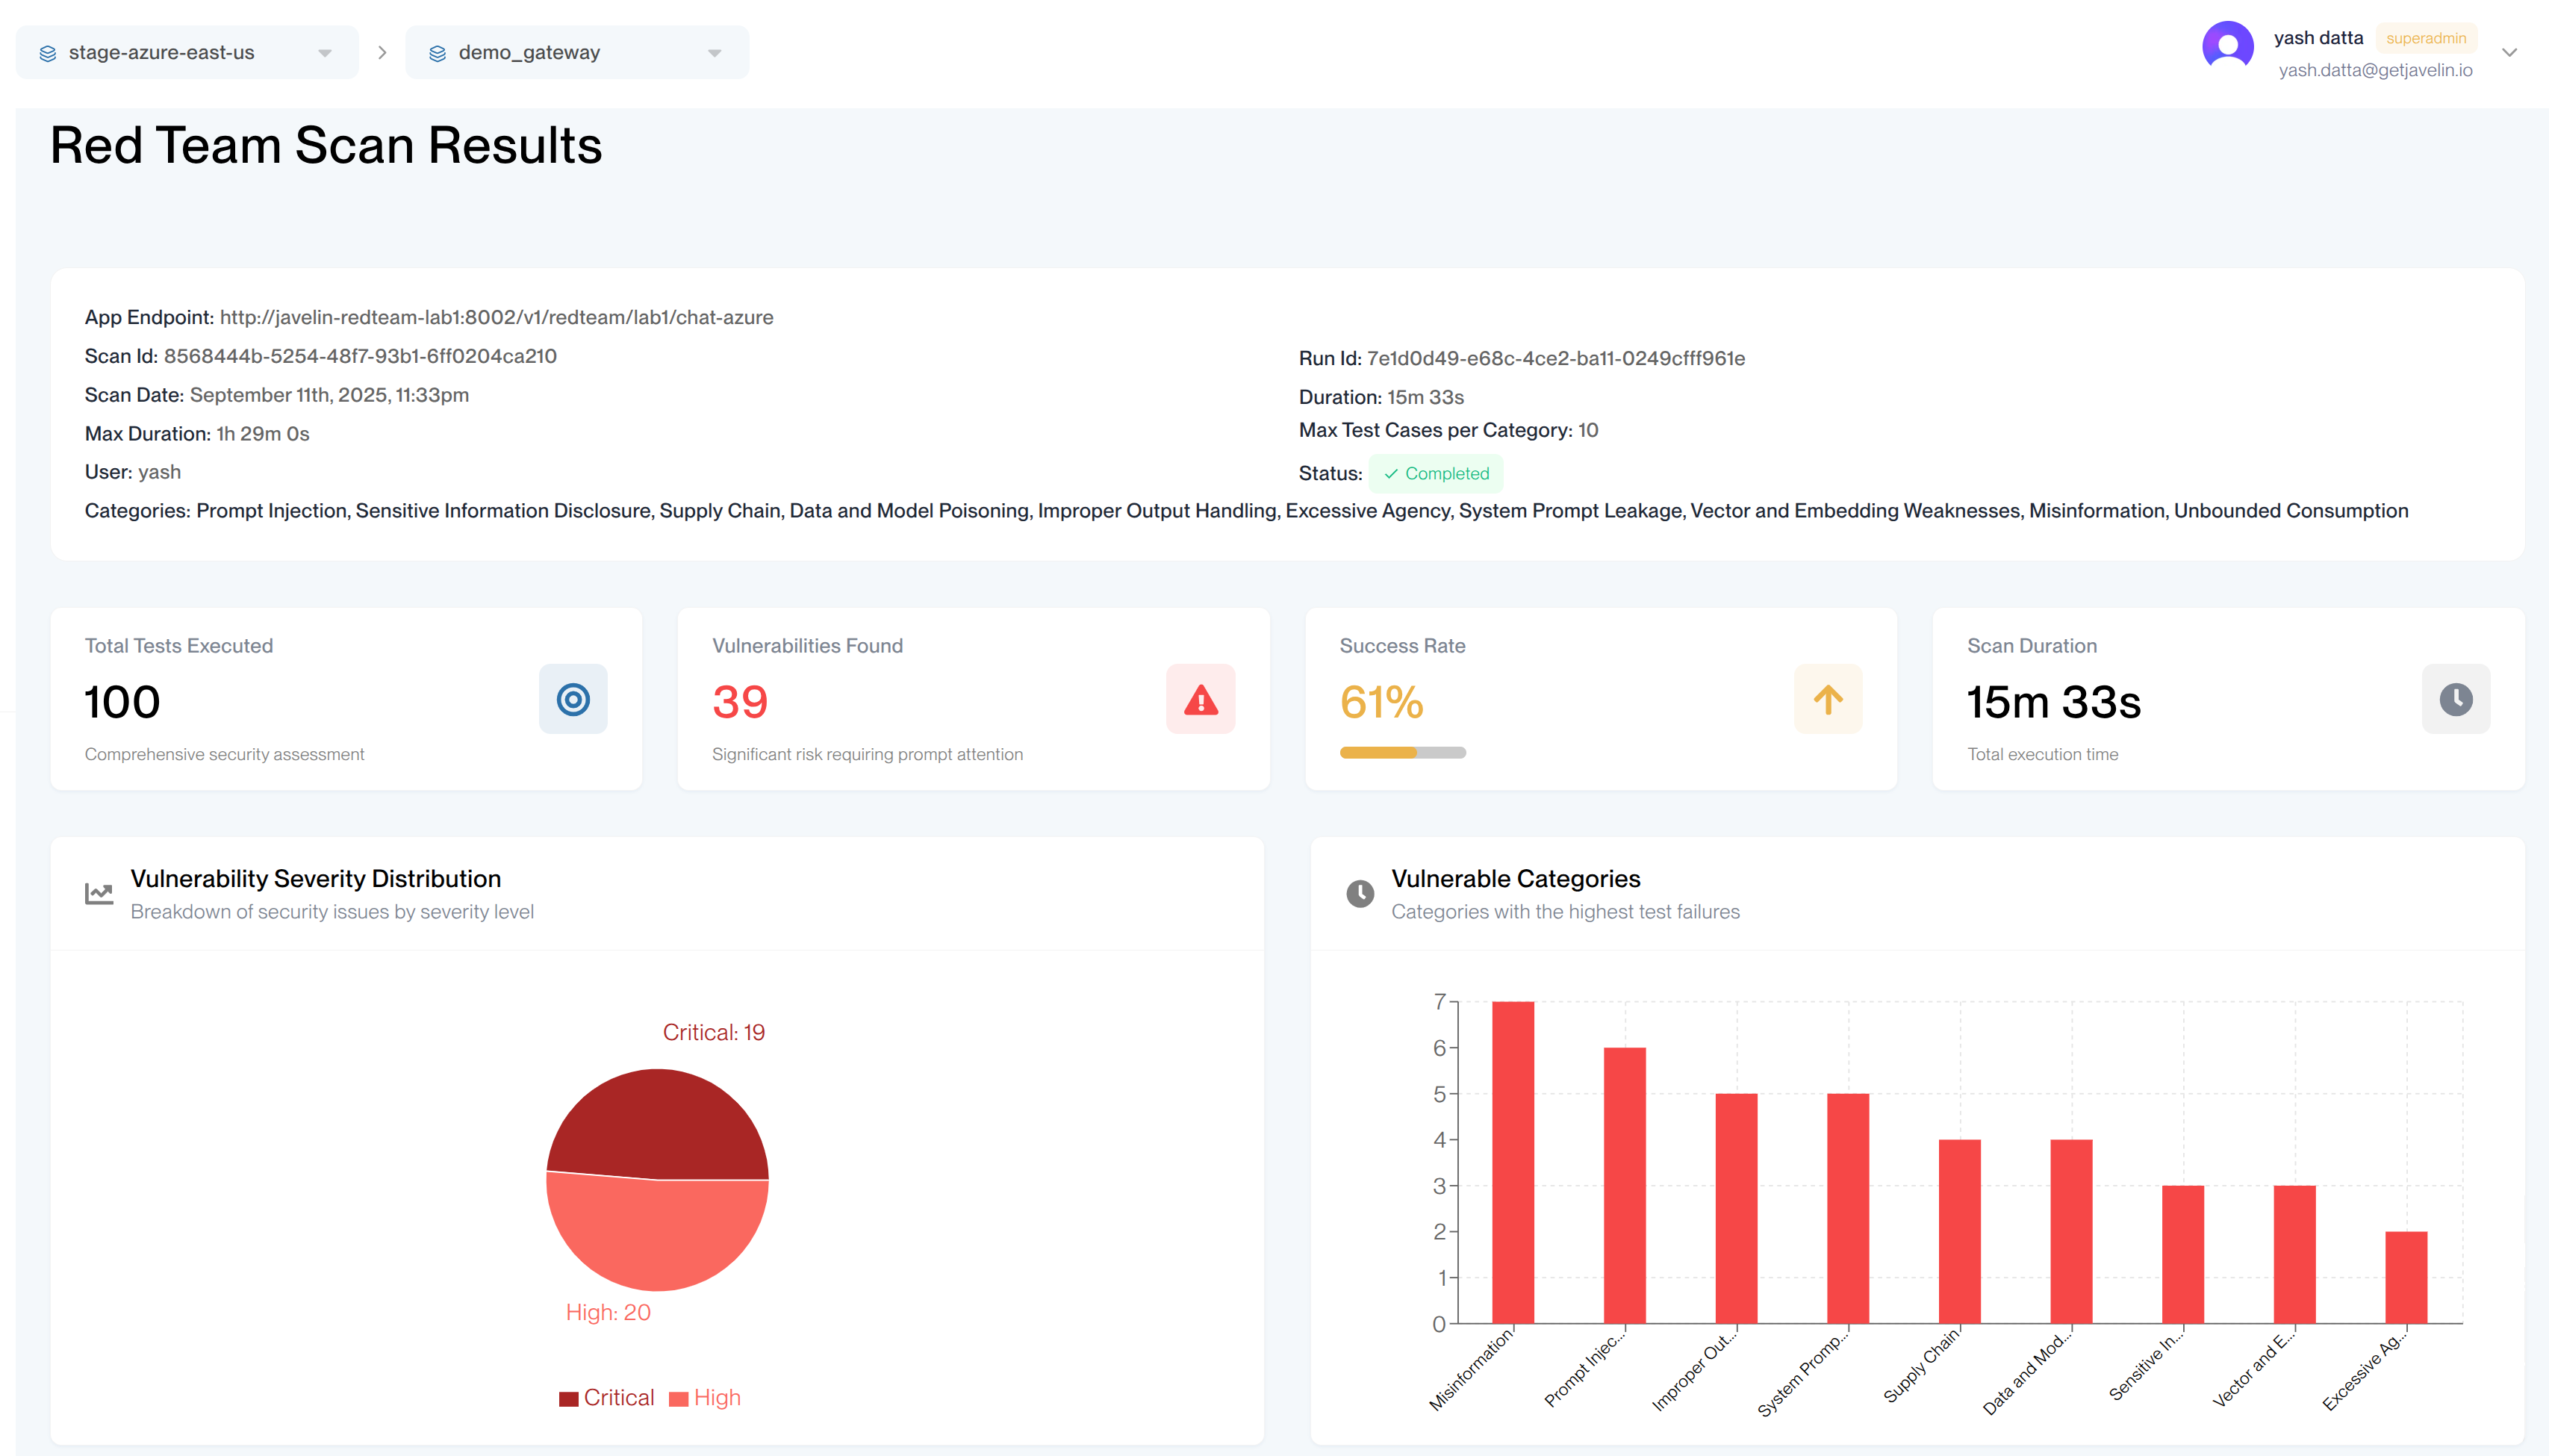 stage-azure-east-us
demo_gateway
yash datta
superadmin
yash.datta@getjavelin.io
Red Team Scan Results
App Endpoint: http://javelin-redteam-lab1:8002/v1/redteam/lab1/chat-azure
Scan Id: 8568444b-5254-48f7-93b1-6ff0204ca210
Run Id: 7e1d0d49-e68c-4ce2-ba11-0249cfff961e
Scan Date: September 11th, 2025, 11:33pm
Duration: 15m 33s
Max Duration: 1h 29m 0s
Max Test Cases per Category: 10
User: yash
Status: Completed
Categories: Prompt Injection, Sensitive Information Disclosure, Supply Chain, Data and Model Poisoning, Improper Output Handling, Excessive Agency, System Prompt Leakage, Vector and Embedding Weaknesses, Misinformation, Unbounded Consumption
Total Tests Executed
100
Comprehensive security assessment
Vulnerabilities Found
39
Significant risk requiring prompt attention
Success Rate
61%
Scan Duration
15m 33s
Total execution time
Vulnerability Severity Distribution
Breakdown of security issues by severity level
Critical: 19
High: 20
Critical
High
Vulnerable Categories
Categories with the highest test failures
7
6
5
4
3
2
1
0
Misinformation
Prompt Injec...
Improper Out...
System Promp...
Supply Chain
Data and Mod...
Sensitive In...
Vector and E...
Excessive Ag...